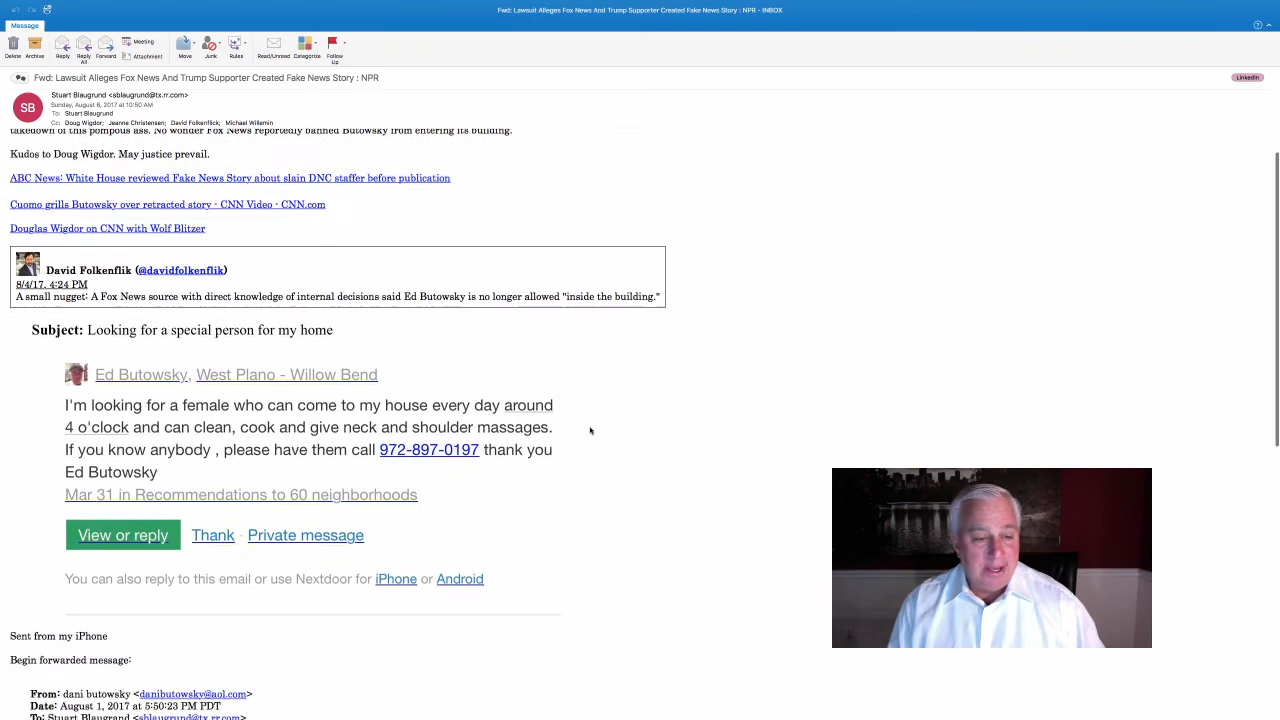 Fwd: Lawsuit Alleges Fox News And Trump Supporter Created Fake News Story : NPR - INBOX
Message
Delete
Archive
Reply
Reply All
Forward
Meeting
Attachment
Move
Junk
Rules
Read/Unread
Categorize
Follow Up
Fwd: Lawsuit Alleges Fox News And Trump Supporter Created Fake News Story : NPR
LinkedIn
SB
Stuart Blaugrund <sblaugrund@tx.rr.com>
Sunday, August 6, 2017 at 10:50 AM
To: Stuart Blaugrund
Cc: Doug Wigdor; Jeanne Christensen; David Folkenflick; Michael Willemin
takedown of this pompous ass. No wonder Fox News reportedly banned Butowsky from entering its building.
Kudos to Doug Wigdor. May justice prevail.
ABC News: White House reviewed Fake News Story about slain DNC staffer before publication
Cuomo grills Butowsky over retracted story - CNN Video - CNN.com
Douglas Wigdor on CNN with Wolf Blitzer
David Folkenflik (@davidfolkenflik)
8/4/17, 4:24 PM
A small nugget: A Fox News source with direct knowledge of internal decisions said Ed Butowsky is no longer allowed "inside the building."
Subject: Looking for a special person for my home
Ed Butowsky, West Plano - Willow Bend
I'm looking for a female who can come to my house every day around
4 o'clock and can clean, cook and give neck and shoulder massages.
If you know anybody , please have them call 972-897-0197 thank you
Ed Butowsky
Mar 31 in Recommendations to 60 neighborhoods
View or reply Thank · Private message
You can also reply to this email or use Nextdoor for iPhone or Android
Sent from my iPhone
Begin forwarded message:
From: dani butowsky <danibutowsky@aol.com>
Date: August 1, 2017 at 5:50:23 PM PDT
To: Stuart Blaugrund <sblaugrund@tx.rr.com>